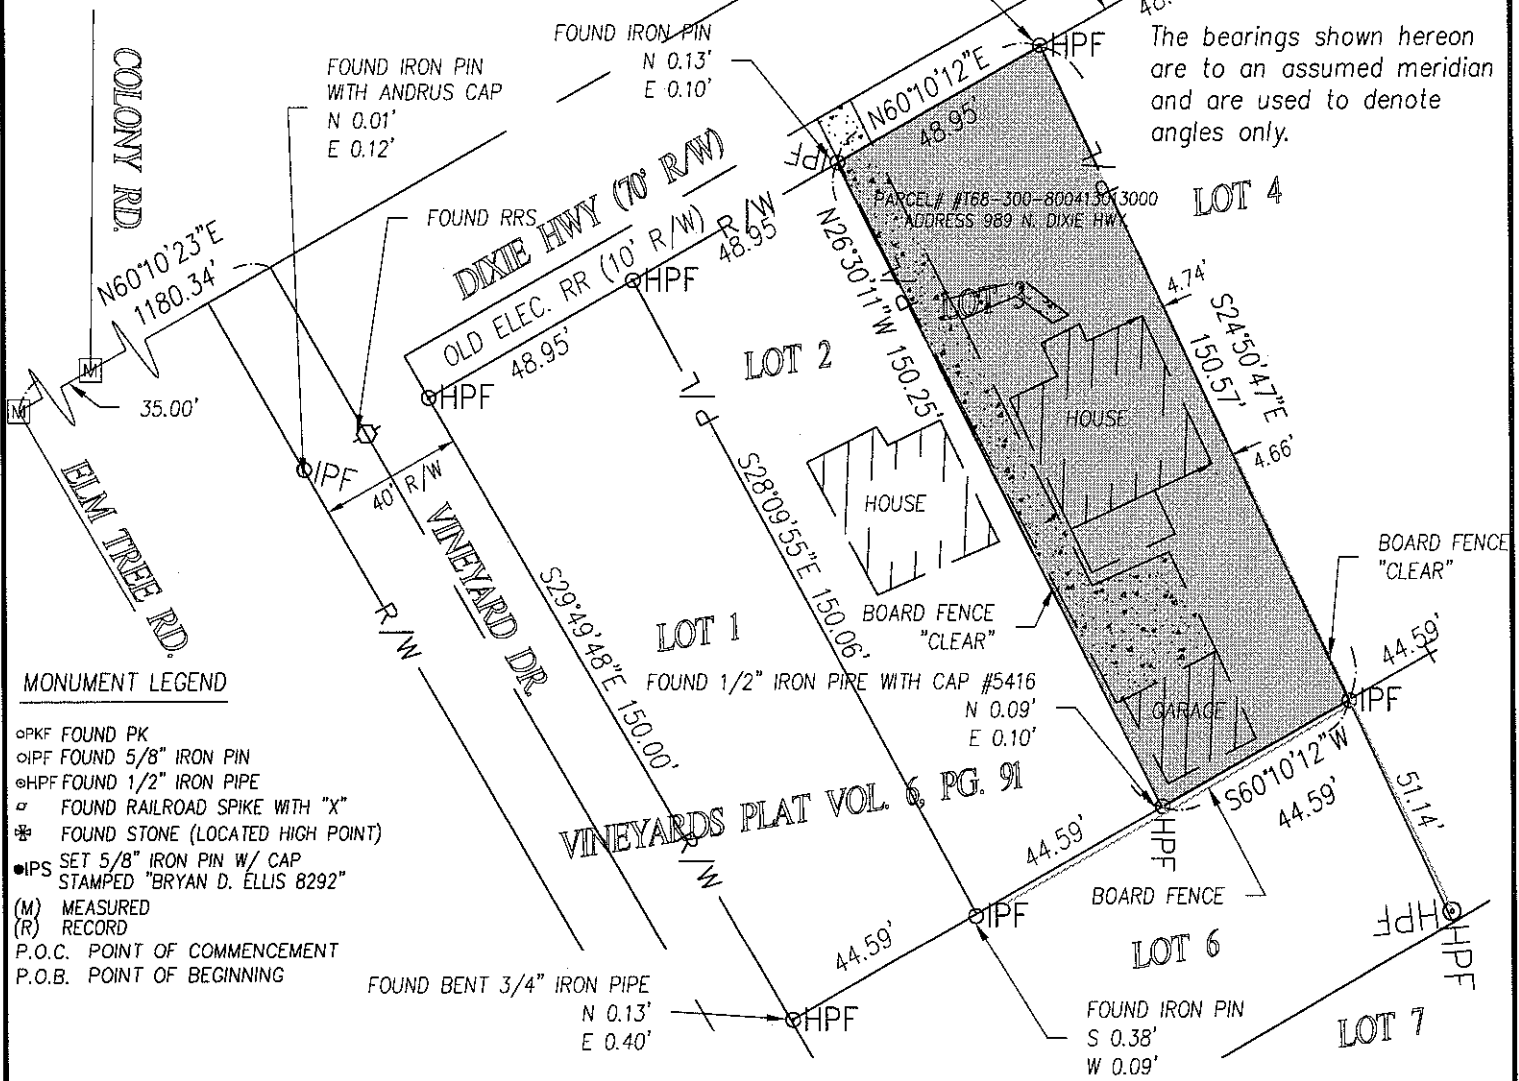 FOUND IRON PIN
N 0.13'
E 0.10'
48.
HPF
The bearings shown hereon
are to an assumed meridian
and are used to denote
angles only.
COLONY RD.
FOUND IRON PIN
WITH ANDRUS CAP
N 0.01'
E 0.12'
N60°10'12"E
48.95'
IPF
P/L
FOUND RRS
DIXIE HWY (70' R/W)
R/W
48.95
PARCEL# #T68-300-800413013000
ADDRESS 989 N. DIXIE HWY
LOT 4
N60°10'23"E
1180.34'
OLD ELEC. RR (10' R/W)
48.95'
HPF
N26°30'11"W 150.25'
P/L
LOT 3
4.74'
S24°50'47"E
150.57'
M
M
35.00'
HPF
P/L
LOT 2
HOUSE
HOUSE
4.66'
IPF
40' R/W
ELM TREE RD.
VINEYARD DR
S28°09'55"E 150.06'
S29°49'48"E 150.00'
R/W
LOT 1
BOARD FENCE
"CLEAR"
BOARD FENCE
"CLEAR"
44.59'
FOUND 1/2" IRON PIPE WITH CAP #5416
N 0.09'
E 0.10'
GARAGE
IPF
MONUMENT LEGEND
PKF FOUND PK
IPF FOUND 5/8" IRON PIN
HPF FOUND 1/2" IRON PIPE
FOUND RAILROAD SPIKE WITH "X"
FOUND STONE (LOCATED HIGH POINT)
IPS SET 5/8" IRON PIN W/ CAP
STAMPED "BRYAN D. ELLIS 8292"
(M) MEASURED
(R) RECORD
P.O.C. POINT OF COMMENCEMENT
P.O.B. POINT OF BEGINNING
VINEYARDS PLAT VOL. 6, PG. 91
R/W
S60°10'12"W
44.59'
51.14'
44.59'
HPF
BOARD FENCE
IPF
44.59'
LOT 6
HPF
HPF
FOUND BENT 3/4" IRON PIPE
N 0.13'
E 0.40'
HPF
FOUND IRON PIN
S 0.38'
W 0.09'
LOT 7